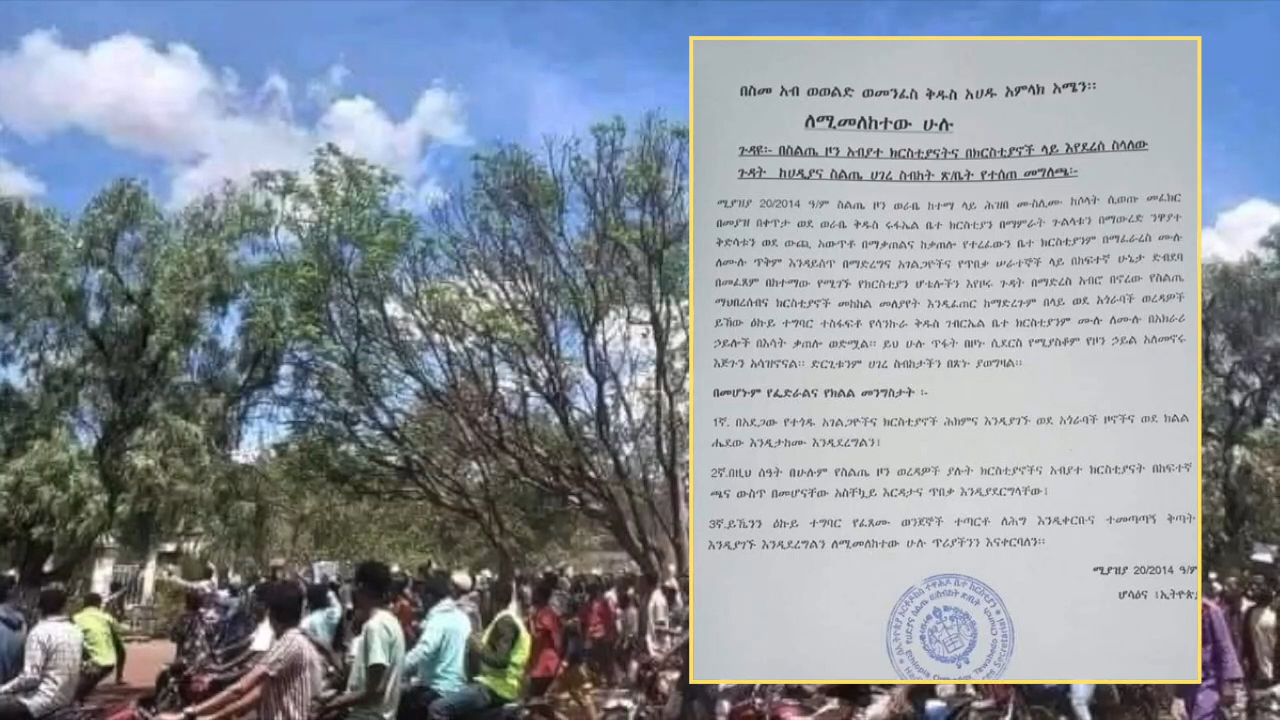 በስመ አብ ወወልድ ወመንፈስ ቅዱስ አሀዱ አምላክ አሜን።
ለሚመለከተው ሁሉ
ጉዳዩ፡- በስልጤ ዞን አብያተ ክርስቲያናትና በክርስቲያኖች ላይ እየደረሰ ስላለው
ጉዳት ከሀዲያና ስልጤ ሀገረ ስብከት ጽ/ቤት የተሰጠ መግለጫ፡-
ሚያዝያ 20/2014 ዓ/ም ስልጤ ዞን ወራቤ ከተማ ላይ ሕዝበ ሙስሊሙ ከሶላት ሲወጡ መፈክር
በመያዝ በቀጥታ ወደ ወራቤ ቅዱስ ሩፋኤል ቤተ ክርስቲያን በማምራት ጉልላቱን በማውረድ ንዋያተ
ቅድሳቱን ወደ ውጪ አውጥቶ በማቃጠልና ከቃጠሎ የተረፈውን ቤተ ክርስቲያንም በማፈራረስ ሙሉ
ለሙሉ ጥቅም እንዳይሰጥ በማድረግና አገልጋዮችና የጥበቃ ሠራተኞች ላይ በከፍተኛ ሁኔታ ድብደባ
በመፈጸም በከተማው የሚገኙ የክርስቲያን ሆቴሎችን እየዞሩ ጉዳት በማድረስ አብሮ በኖረው የስልጤ
ማህበረሰብና ክርስቲያኖች መከከል መለያየት እንዲፈጠር ከማድረጉም በላይ ወደ አጎራባች ወረዳዎች
ይኸው ዕኩይ ተግባር ተስፋፍቶ የሳንኩራ ቅዱስ ገብርኤል ቤተ ክርስቲያንም ሙሉ ለሙሉ በአክራሪ
ኃይሎች በእሳት ቃጠሎ ወድሟል። ይህ ሁሉ ጥፋት በዞኑ ሲደርስ የሚያስቆም የዞን ኃይል አለመኖሩ
እጅጉን አሳዝኖናል። ድርጊቱንም ሀገረ ስብከታችን በጽኑ ያወግዛል።
በመሆኑም የፌድራልና የክልል መንግስታት ፡-
1ኛ. በአደጋው የተጎዱ አገልጋዮችና ክርስቲያኖች ሕክምና እንዲያገኙ ወደ አጎራባች ዞኖችና ወደ ክልል
ሔደው እንዲታከሙ እንዲደረግልን፤
2ኛ.በዚህ ሰዓት በሁሉም የስልጤ ዞን ወረዳዎች ያሉት ክርስቲያኖችና አብያተ ክርስቲያናት በከፍተኛ
ጫና ውስጥ በመሆናቸው አስቸኳይ እርዳታና ጥበቃ እንዲያደርግላቸው፤
3ኛ.ይኼንን ዕኩይ ተግባር የፈጸሙ ወንጀኞች ተጣርቶ ለሕግ እንዲቀርቡና ተመጣጣኝ ቅጣት
እንዲያገኙ እንዲደረግልን ለሚመለከተው ሁሉ ጥሪያችንን እናቀርባለን።
ሚያዝያ 20/2014 ዓ/ም
ሆሳዕና ፤ኢትዮጵያ